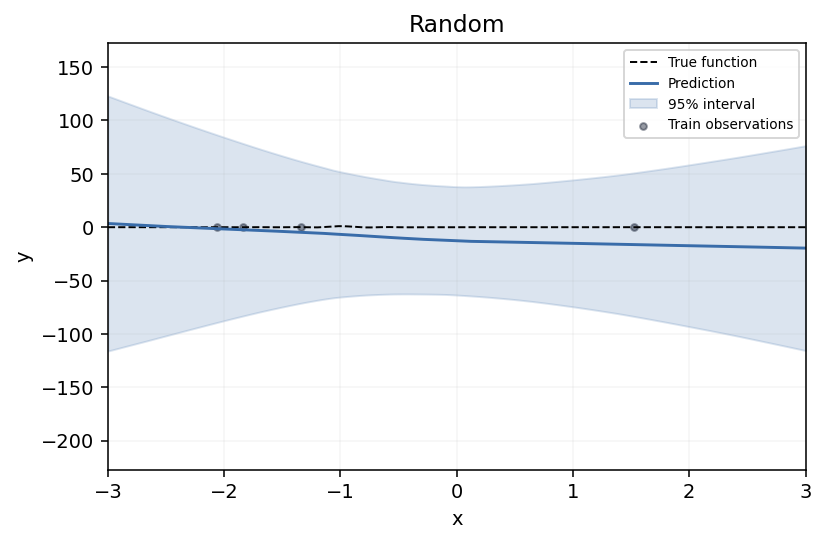 Random
150
100
50
0
−50
−100
−150
−200
y
−3
−2
−1
0
1
2
3
x
True function
Prediction
95% interval
Train observations